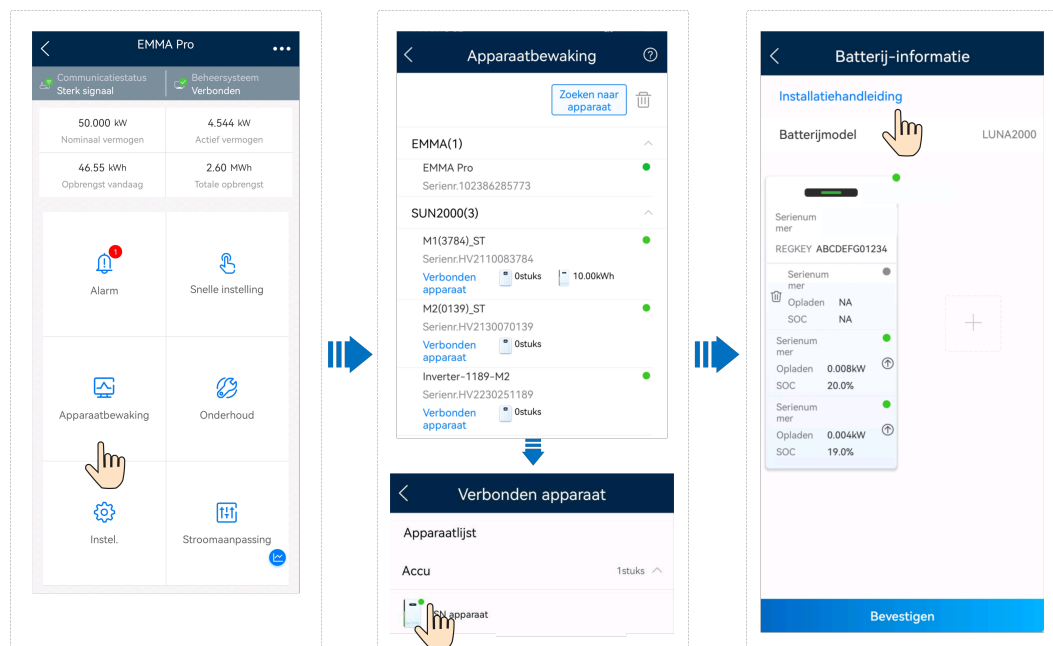 EMMA Pro
Communicatiestatus
Sterk signaal
Beheersysteem
Verbonden
50.000 kW
Nominaal vermogen
4.544 kW
Actief vermogen
46.55 kWh
Opbrengst vandaag
2.60 MWh
Totale opbrengst
1
Alarm
Snelle instelling
Apparaatbewaking
Onderhoud
Instel.
Stroomaanpassing
Apparaatbewaking
Zoeken naar
apparaat
EMMA(1)
EMMA Pro
Serienr.102386285773
SUN2000(3)
M1(3784)_ST
Serienr.HV2110083784
Verbonden
apparaat
0stuks
10.00kWh
M2(0139)_ST
Serienr.HV2130070139
Verbonden
apparaat
0stuks
Inverter-1189-M2
Serienr.HV2230251189
Verbonden
apparaat
0stuks
Verbonden apparaat
Apparaatlijst
Accu
1stuks
SN apparaat
Batterij-informatie
Installatiehandleiding
Batterijmodel
LUNA2000
Serienum
mer
REGKEY ABCDEFG01234
Serienum
mer
Opladen NA
SOC NA
Serienum
mer
Opladen 0.008kW
SOC 20.0%
Serienum
mer
Opladen 0.004kW
SOC 19.0%
Bevestigen